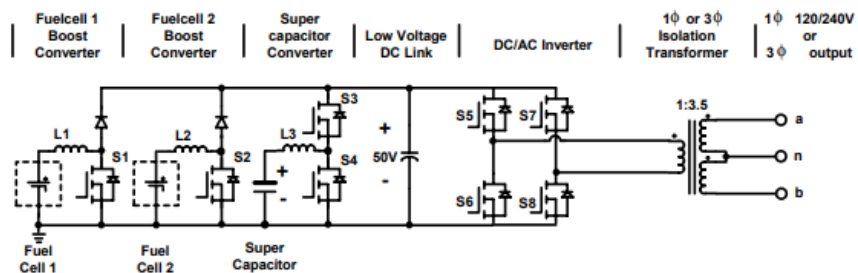 Fuelcell 1
Boost
Converter
Fuelcell 2
Boost
Converter
Super
capacitor
Converter
Low Voltage
DC Link
DC/AC Inverter
1ϕ or 3ϕ
Isolation
Transformer
1ϕ 120/240V
or
3ϕ output
L1
S1
L2
S2
L3
S3
S4
+
-
+
50V
-
S5
S7
S6
S8
1:3.5
a
n
b
Fuel
Cell 1
Fuel
Cell 2
Super
Capacitor